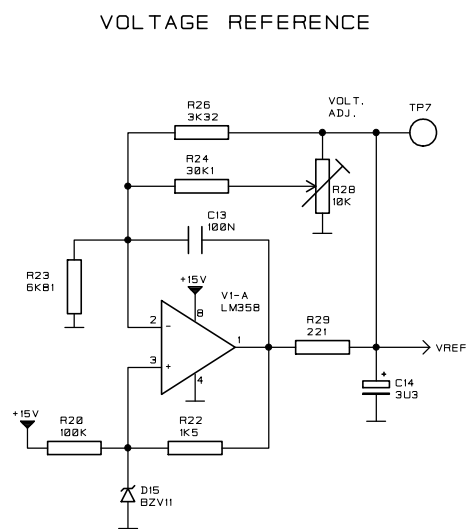 VOLTAGE REFERENCE
VOLT.
ADJ.
TP7
R26
3K32
R24
30K1
R28
10K
C13
100N
R23
6K81
+15V
V1-A
LM358
8
2
-
3
+
1
4
R29
221
VREF
+
C14
3U3
+15V
R20
100K
R22
1K5
D15
BZV11